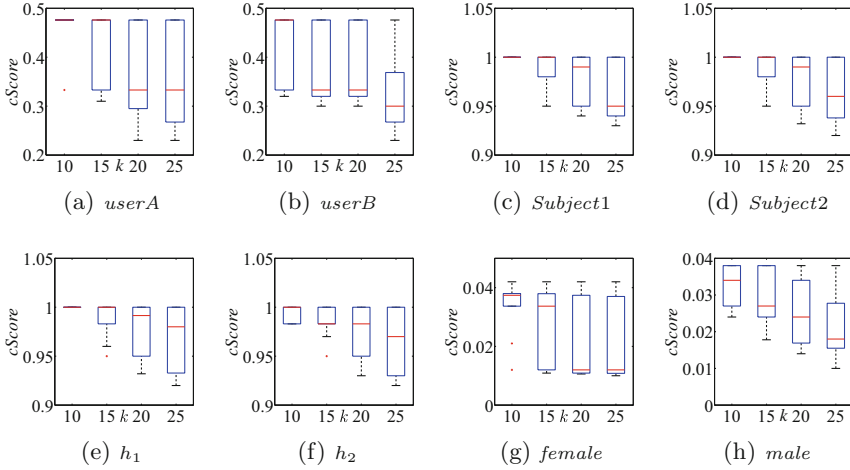 0.5
0.4
0.3
0.2
cScore
10 15 k 20 25
(a) userA
0.5
0.4
0.3
0.2
cScore
10 15 k 20 25
(b) userB
1.05
1
0.95
0.9
cScore
10 15 k 20 25
(c) Subject1
1.05
1
0.95
0.9
cScore
10 15 k 20 25
(d) Subject2
1.05
1
0.95
0.9
cScore
10 15 k 20 25
(e) h₁
1.05
1
0.95
0.9
cScore
10 15 k 20 25
(f) h₂
0.04
0.02
0
cScore
10 15 k 20 25
(g) female
0.04
0.03
0.02
0.01
0
cScore
10 15 k 20 25
(h) male